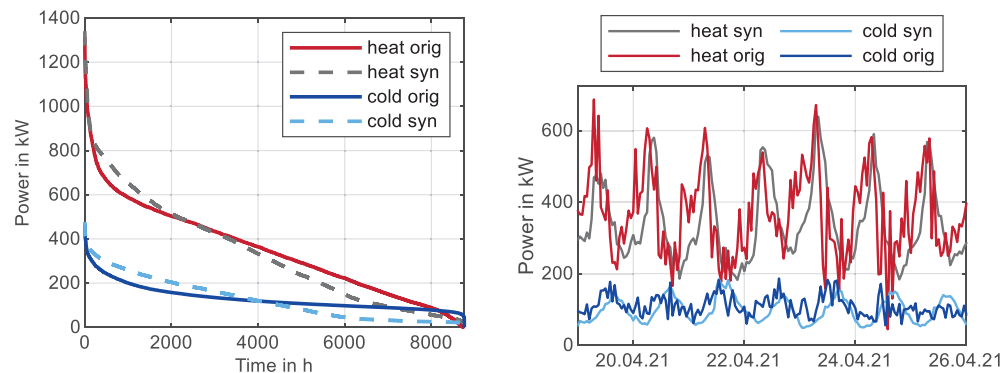 1400
1200
1000
800
600
400
200
0
Power in kW
heat orig
heat syn
cold orig
cold syn
0
2000
4000
6000
8000
Time in h
heat syn
cold syn
heat orig
cold orig
600
400
200
0
Power in kW
20.04.21
22.04.21
24.04.21
26.04.21